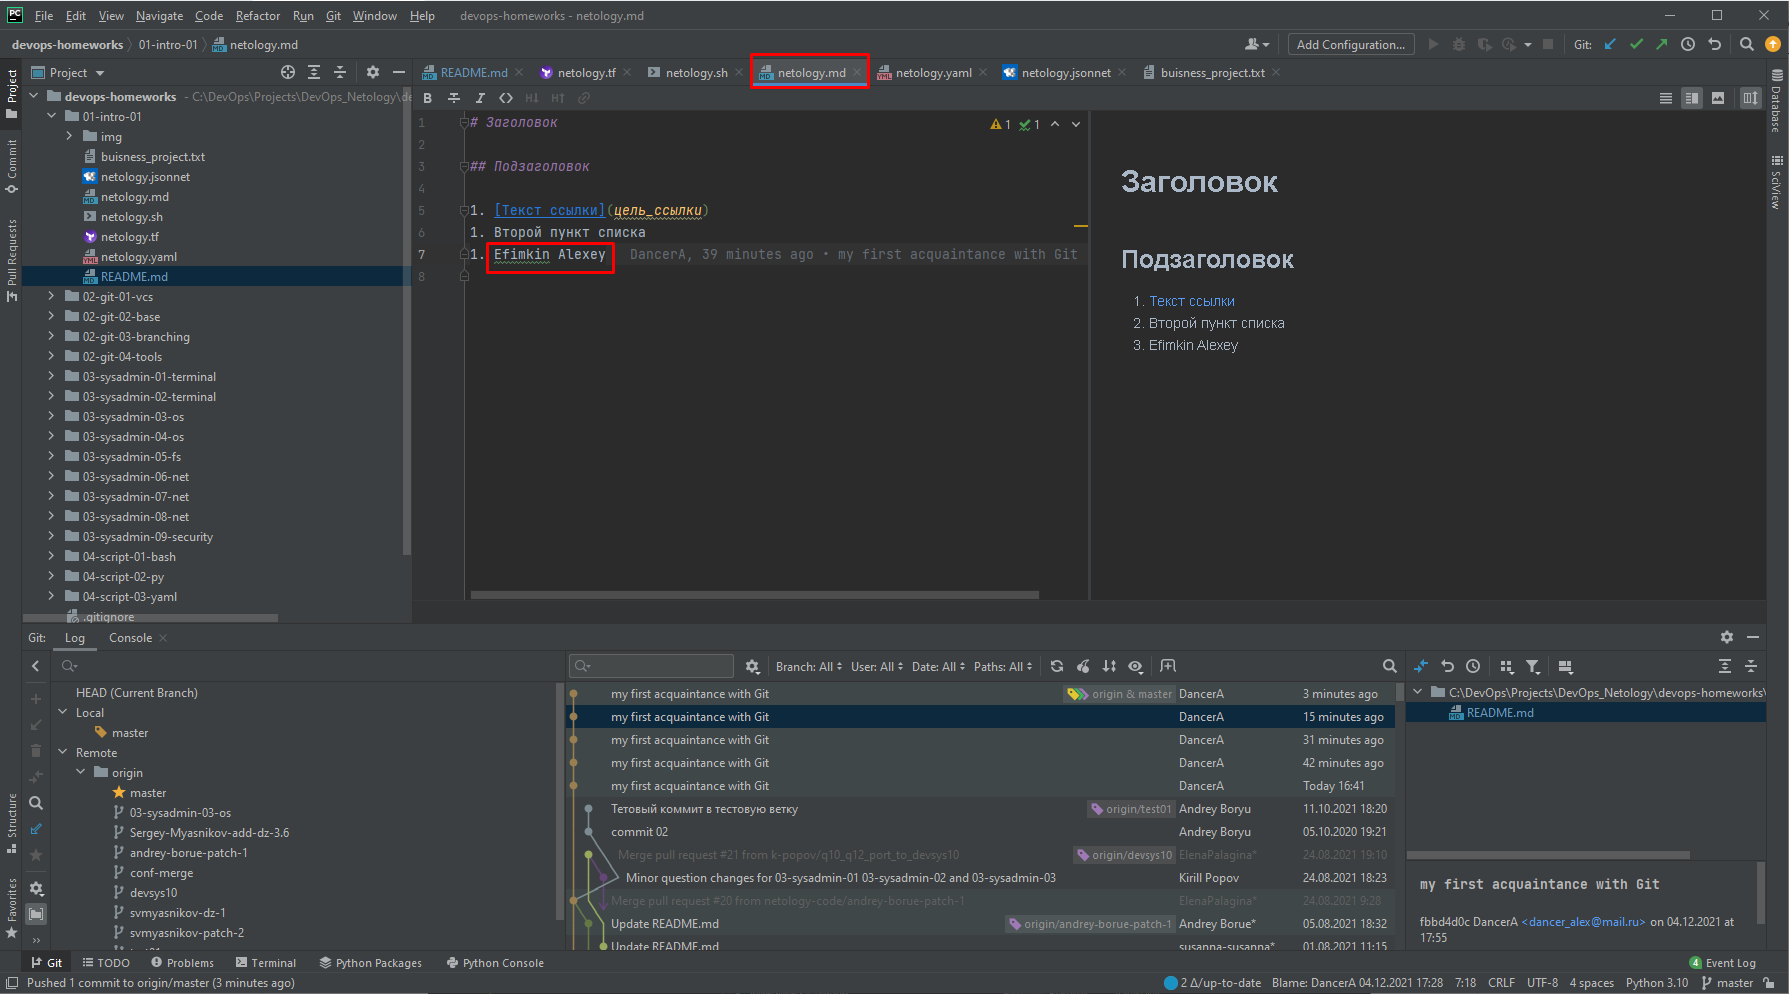 PC File Edit View Navigate Code Refactor Run Git Window Help devops-homeworks - netology.md
devops-homeworks 01-intro-01 netology.md Add Configuration... Git:
Project
README.md netology.tf netology.sh netology.md netology.yaml netology.jsonnet buisness_project.txt
devops-homeworks - C:\DevOps\Projects\DevOps_Netology\de
01-intro-01
img
buisness_project.txt
netology.jsonnet
netology.md
netology.sh
netology.tf
netology.yaml
README.md
02-git-01-vcs
02-git-02-base
02-git-03-branching
02-git-04-tools
03-sysadmin-01-terminal
03-sysadmin-02-terminal
03-sysadmin-03-os
03-sysadmin-04-os
03-sysadmin-05-fs
03-sysadmin-06-net
03-sysadmin-07-net
03-sysadmin-08-net
03-sysadmin-09-security
04-script-01-bash
04-script-02-py
04-script-03-yaml
.gitignore
Project
Commit
Pull Requests
Structure
Favorites
1 # Заголовок
2
3 ## Подзаголовок
4
5 1. [Текст ссылки](цель_ссылки)
6 1. Второй пункт списка
7 1. Efimkin Alexey DancerA, 39 minutes ago • my first acquaintance with Git
8
1 1
Заголовок
Подзаголовок
1. Текст ссылки
2. Второй пункт списка
3. Efimkin Alexey
Database
SciView
Git: Log Console
HEAD (Current Branch)
Local
master
Remote
origin
master
03-sysadmin-03-os
Sergey-Myasnikov-add-dz-3.6
andrey-borue-patch-1
conf-merge
devsys10
svmyasnikov-dz-1
svmyasnikov-patch-2
Branch: All User: All Date: All Paths: All
my first acquaintance with Git origin & master DancerA 3 minutes ago
my first acquaintance with Git DancerA 15 minutes ago
my first acquaintance with Git DancerA 31 minutes ago
my first acquaintance with Git DancerA 42 minutes ago
my first acquaintance with Git DancerA Today 16:41
Тетовый коммит в тестовую ветку origin/test01 Andrey Boryu 11.10.2021 18:20
commit 02 Andrey Boryu 05.10.2020 19:21
Merge pull request #21 from k-popov/q10_q12_port_to_devsys10 origin/devsys10 ElenaPalagina* 24.08.2021 19:10
Minor question changes for 03-sysadmin-01 03-sysadmin-02 and 03-sysadmin-03 Kirill Popov 24.08.2021 18:23
Merge pull request #20 from netology-code/andrey-borue-patch-1 ElenaPalagina* 24.08.2021 9:28
Update README.md origin/andrey-borue-patch-1 Andrey Borue* 05.08.2021 18:32
Update README.md susanna-susanna* 01.08.2021 11:15
C:\DevOps\Projects\DevOps_Netology\devops-homeworks\
README.md
my first acquaintance with Git
fbbd4d0c DancerA <dancer_alex@mail.ru> on 04.12.2021 at
17:55
Git TODO Problems Terminal Python Packages Python Console 4 Event Log
Pushed 1 commit to origin/master (3 minutes ago) 2 Δ/up-to-date Blame: DancerA 04.12.2021 17:28 7:18 CRLF UTF-8 4 spaces Python 3.10 master